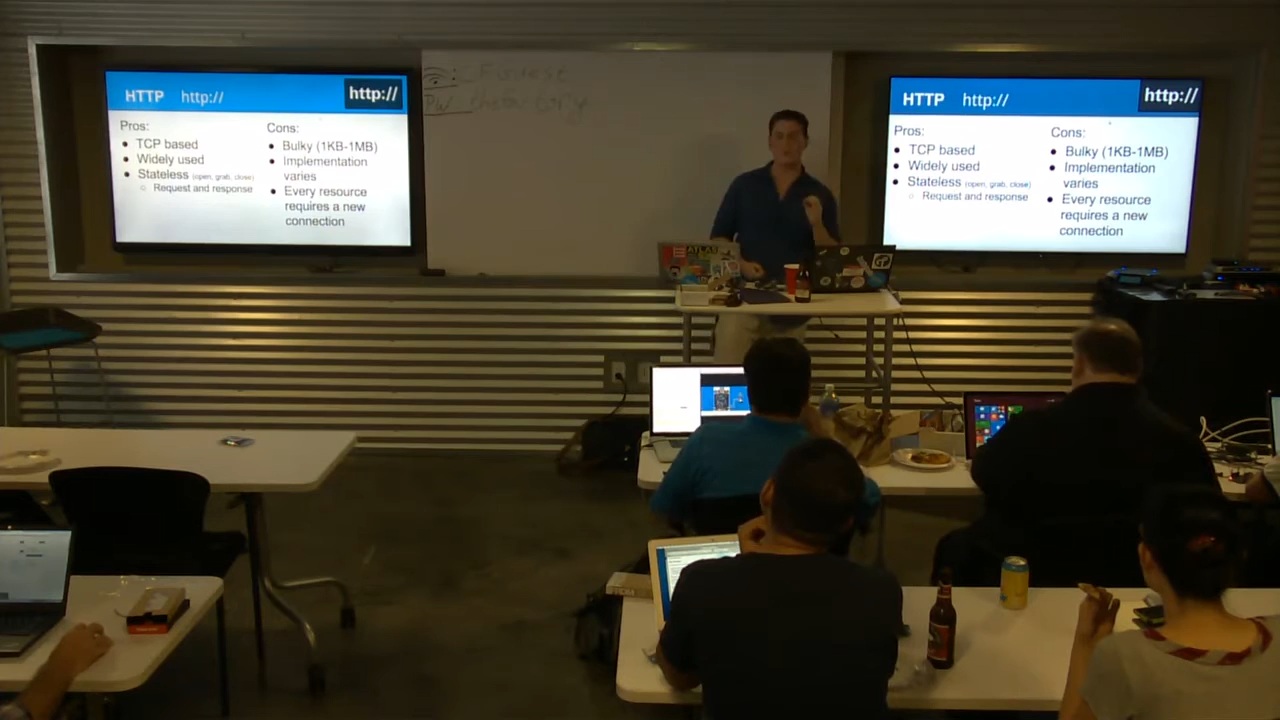 HTTP http:// http://
Pros:
TCP based
Widely used
Stateless (open, grab, close)
Request and response
Cons:
Bulky (1KB-1MB)
Implementation
varies
Every resource
requires a new
connection
PW
HTTP http:// http://
Pros:
TCP based
Widely used
Stateless (open, grab, close)
Request and response
Cons:
Bulky (1KB-1MB)
Implementation
varies
Every resource
requires a new
connection
ATLAS